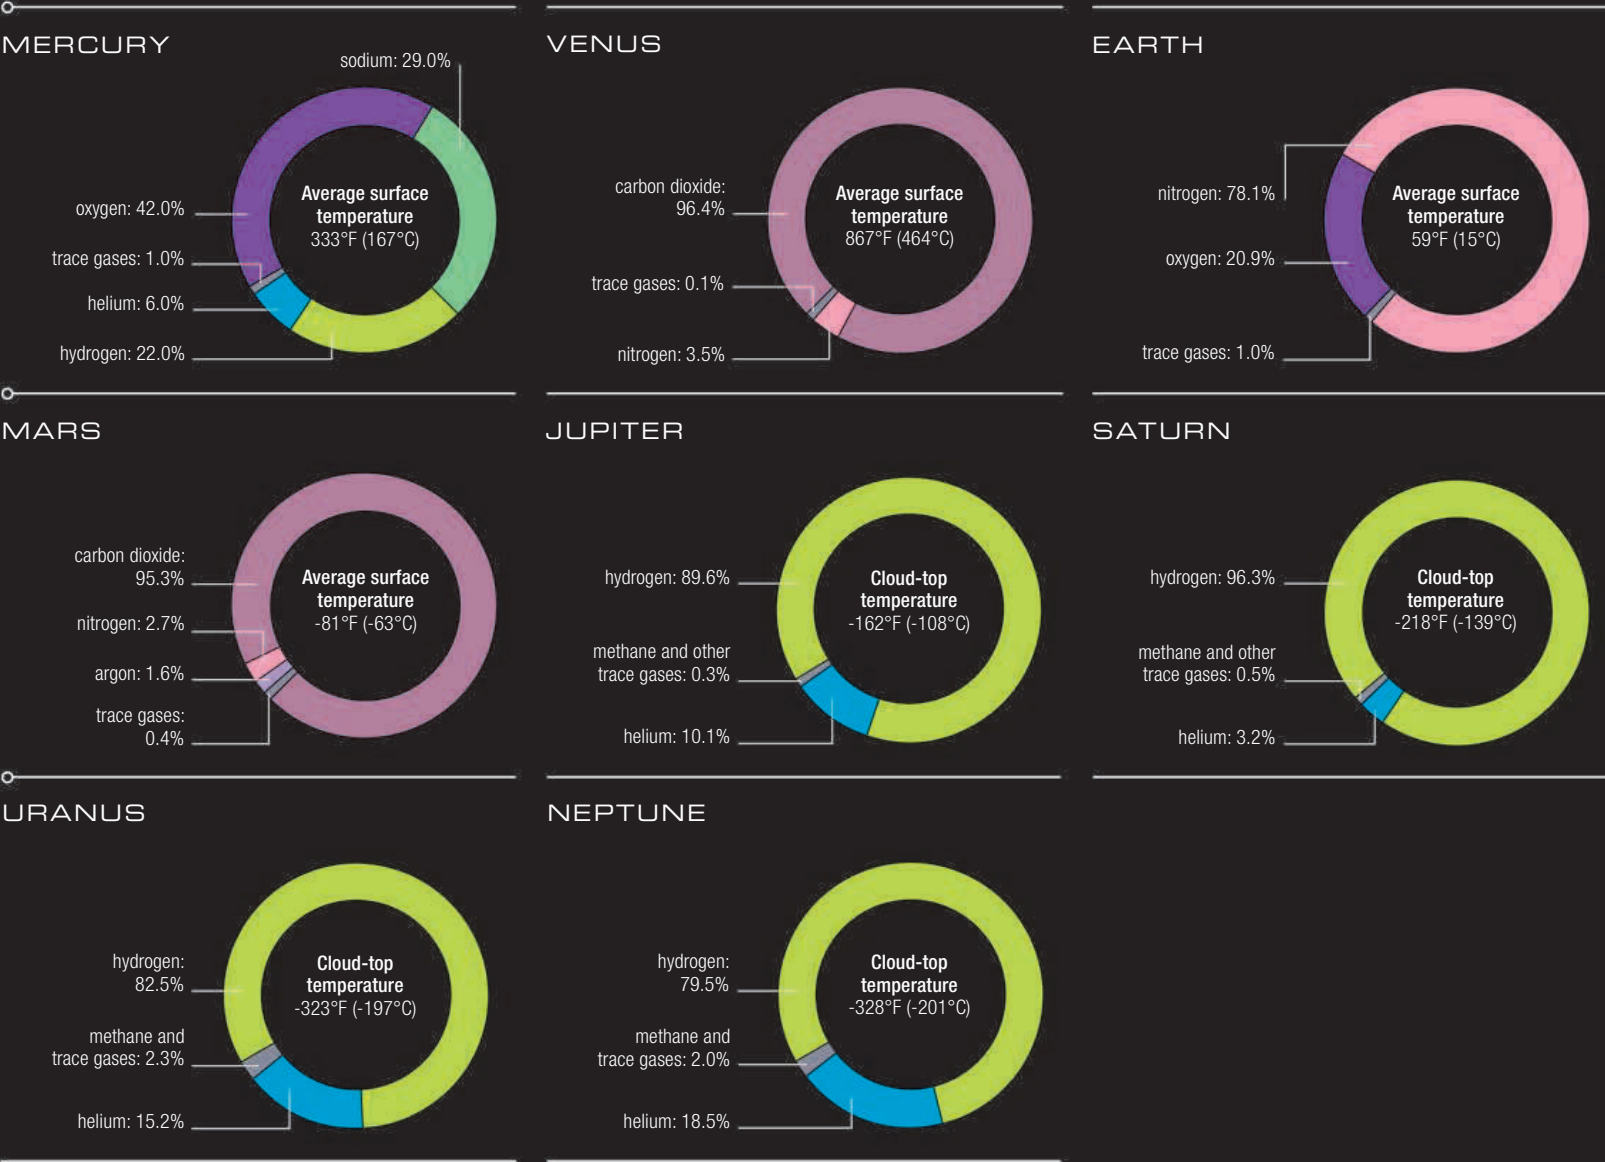 MERCURY
sodium: 29.0%
oxygen: 42.0%
trace gases: 1.0%
helium: 6.0%
hydrogen: 22.0%
Average surface
temperature
333°F (167°C)
VENUS
carbon dioxide:
96.4%
trace gases: 0.1%
nitrogen: 3.5%
Average surface
temperature
867°F (464°C)
EARTH
nitrogen: 78.1%
oxygen: 20.9%
trace gases: 1.0%
Average surface
temperature
59°F (15°C)
MARS
carbon dioxide:
95.3%
nitrogen: 2.7%
argon: 1.6%
trace gases:
0.4%
Average surface
temperature
-81°F (-63°C)
JUPITER
hydrogen: 89.6%
methane and other
trace gases: 0.3%
helium: 10.1%
Cloud-top
temperature
-162°F (-108°C)
SATURN
hydrogen: 96.3%
methane and other
trace gases: 0.5%
helium: 3.2%
Cloud-top
temperature
-218°F (-139°C)
URANUS
hydrogen:
82.5%
methane and
trace gases: 2.3%
helium: 15.2%
Cloud-top
temperature
-323°F (-197°C)
NEPTUNE
hydrogen:
79.5%
methane and
trace gases: 2.0%
helium: 18.5%
Cloud-top
temperature
-328°F (-201°C)